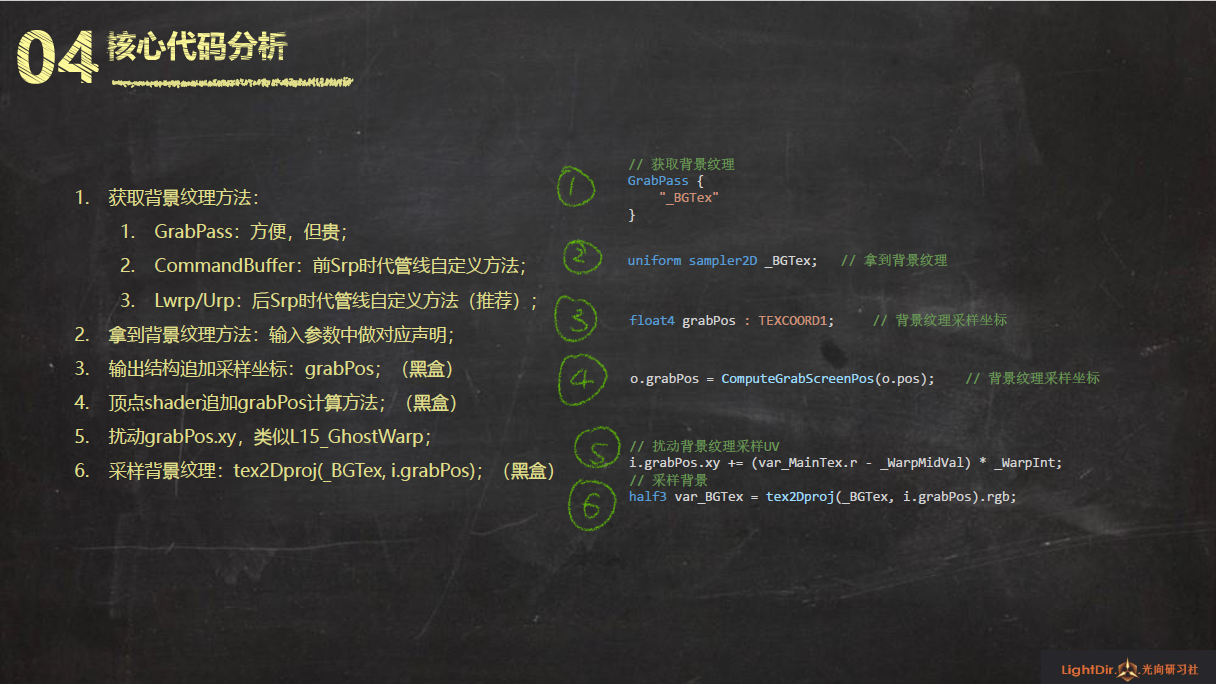 04 核心代码分析
1. 获取背景纹理方法：
1. GrabPass：方便，但贵；
2. CommandBuffer：前Srp时代管线自定义方法；
3. Lwrp/Urp：后Srp时代管线自定义方法（推荐）；
2. 拿到背景纹理方法：输入参数中做对应声明；
3. 输出结构追加采样坐标：grabPos；（黑盒）
4. 顶点shader追加grabPos计算方法；（黑盒）
5. 扰动grabPos.xy，类似L15_GhostWarp；
6. 采样背景纹理：tex2Dproj(_BGTex, i.grabPos)；（黑盒）
1
// 获取背景纹理
GrabPass {
"_BGTex"
}
2
uniform sampler2D _BGTex; // 拿到背景纹理
3
float4 grabPos : TEXCOORD1; // 背景纹理采样坐标
4
o.grabPos = ComputeGrabScreenPos(o.pos); // 背景纹理采样坐标
5
// 扰动背景纹理采样UV
i.grabPos.xy += (var_MainTex.r - _WarpMidVal) * _WarpInt;
6
// 采样背景
half3 var_BGTex = tex2Dproj(_BGTex, i.grabPos).rgb;
LightDir.光向研习社